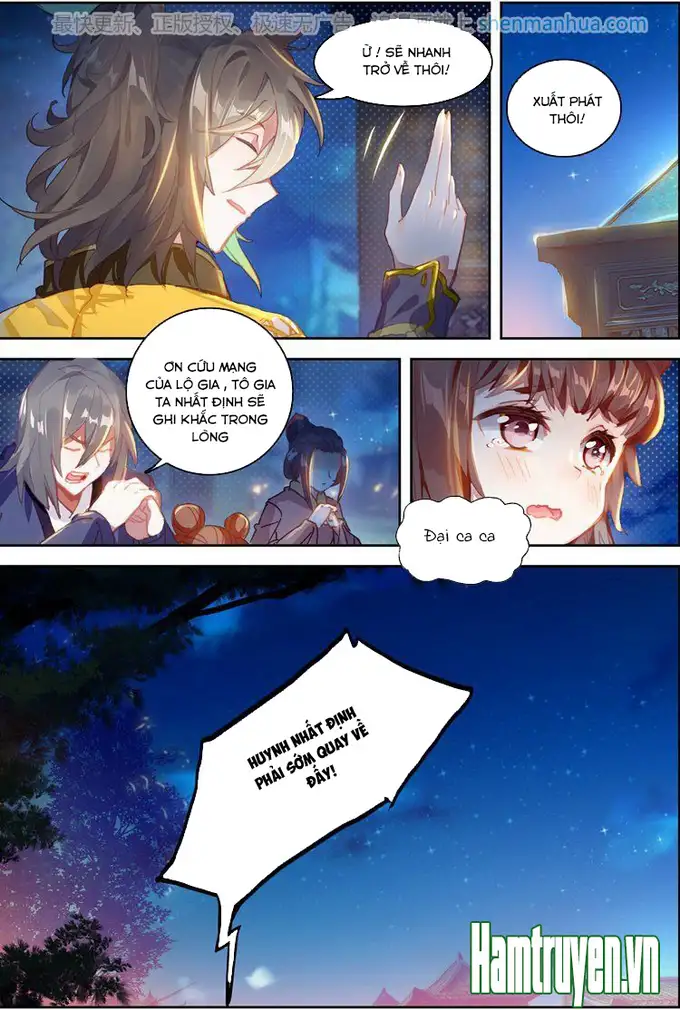 最快更新、正版授权、极速无广告
shenmanhua.com
Ừ! SẼ NHANH
TRỞ VỀ THÔI!
XUẤT PHÁT
THÔI!
ƠN CỨU MẠNG
CỦA LỘ GIA , TÔ GIA
TA NHẤT ĐỊNH SẼ
GHI KHẮC TRONG
LÒNG
Đại ca ca
HUYNH NHẤT ĐỊNH
PHẢI SỚM QUAY VỀ
ĐẤY!
Hamtruyen.vn